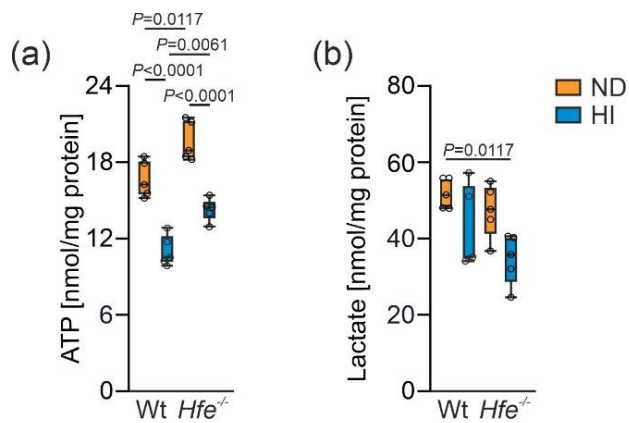 (a)
P=0.0117
P=0.0061
P<0.0001
P<0.0001
ATP [nmol/mg protein]
24
18
12
6
0
Wt Hfe-/-
(b)
P=0.0117
Lactate [nmol/mg protein]
80
60
40
20
0
Wt Hfe-/-
ND
HI